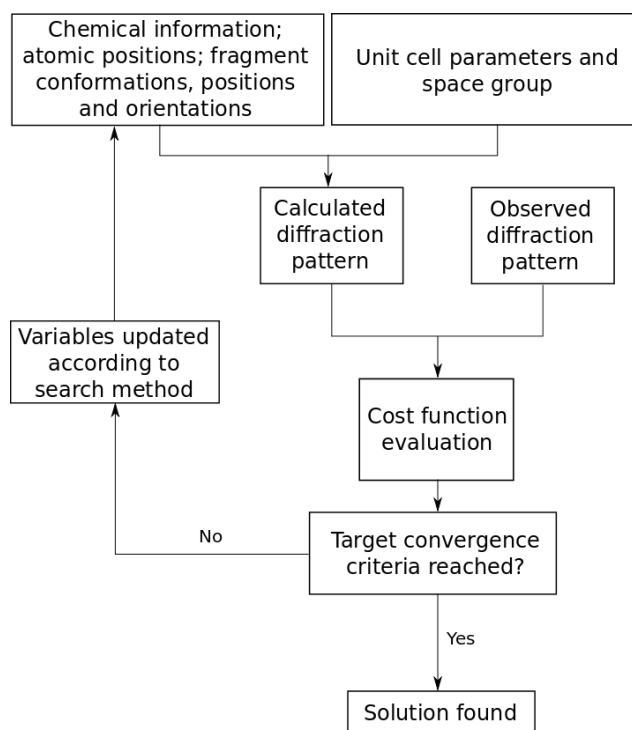 Chemical information;
atomic positions; fragment
conformations, positions
and orientations
Unit cell parameters and
space group
Calculated
diffraction
pattern
Observed
diffraction
pattern
Variables updated
according to
search method
Cost function
evaluation
No
Target convergence
criteria reached?
Yes
Solution found